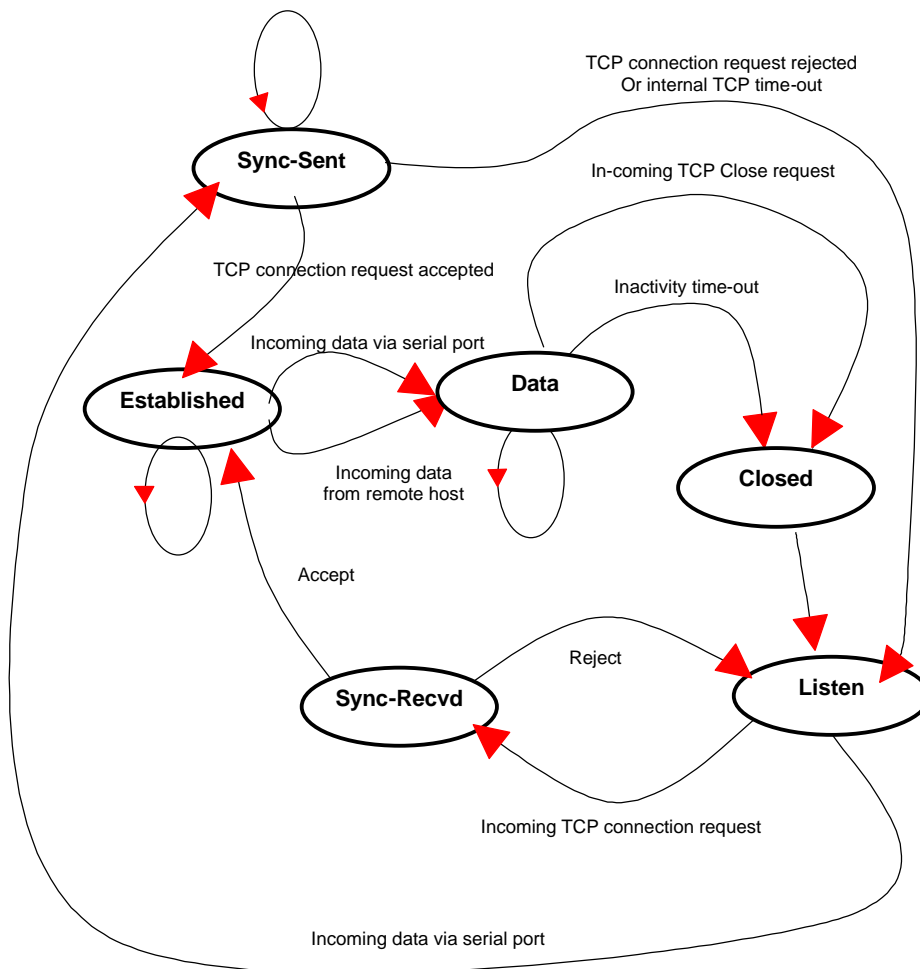 TCP connection request rejected
Or internal TCP time-out
Sync-Sent
In-coming TCP Close request
TCP connection request accepted
Inactivity time-out
Incoming data via serial port
Established
Data
Incoming data
from remote host
Closed
Accept
Reject
Sync-Recvd
Listen
Incoming TCP connection request
Incoming data via serial port